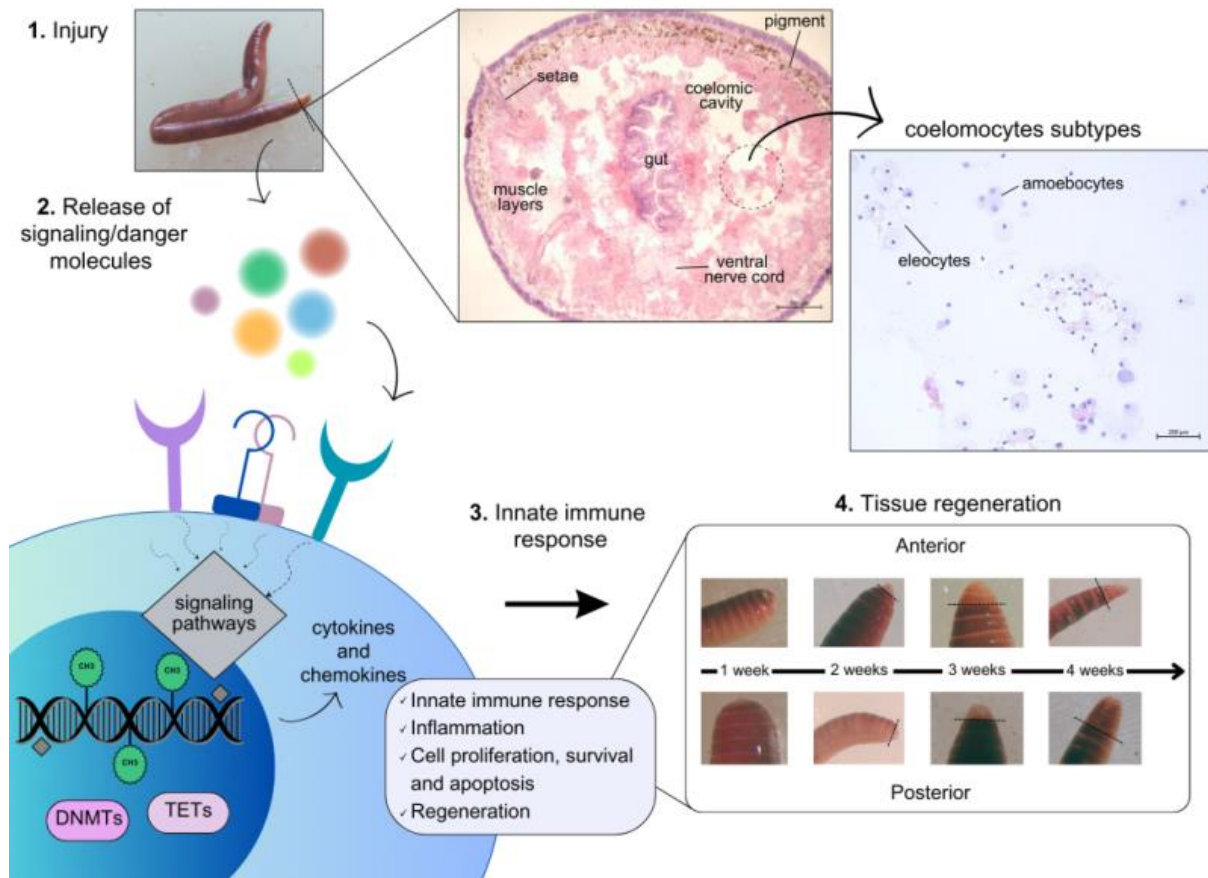 1. Injury
pigment
setae
coelomic
cavity
gut
muscle
layers
ventral
nerve cord
coelomocytes subtypes
amoebocytes
eleocytes
200 µm
2. Release of
signaling/danger
molecules
3. Innate immune
response
signaling
pathways
cytokines
and
chemokines
CH3
CH3
CH3
DNMTs
TETs
✓ Innate immune response
✓ Inflammation
✓ Cell proliferation, survival
and apoptosis
✓ Regeneration
4. Tissue regeneration
Anterior
1 week
2 weeks
3 weeks
4 weeks
Posterior